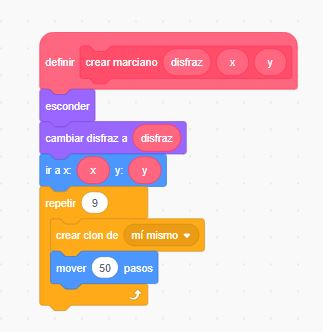 definir crear marciano disfraz x y
esconder
cambiar disfraz a disfraz
ir a x: x y: y
repetir 9
crear clon de mí mismo
mover 50 pasos